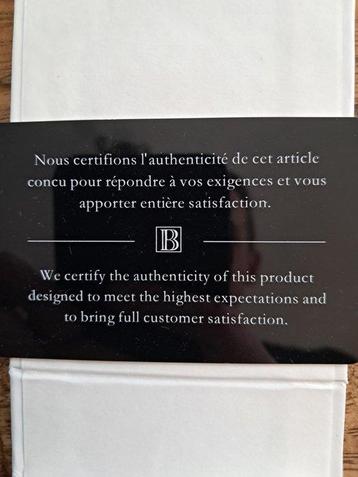 Nous certifions l'authenticité de cet article
conçu pour répondre à vos exigences et vous
apporter entière satisfaction.
B
We certify the authenticity of this product
designed to meet the highest expectations and
to bring full customer satisfaction.